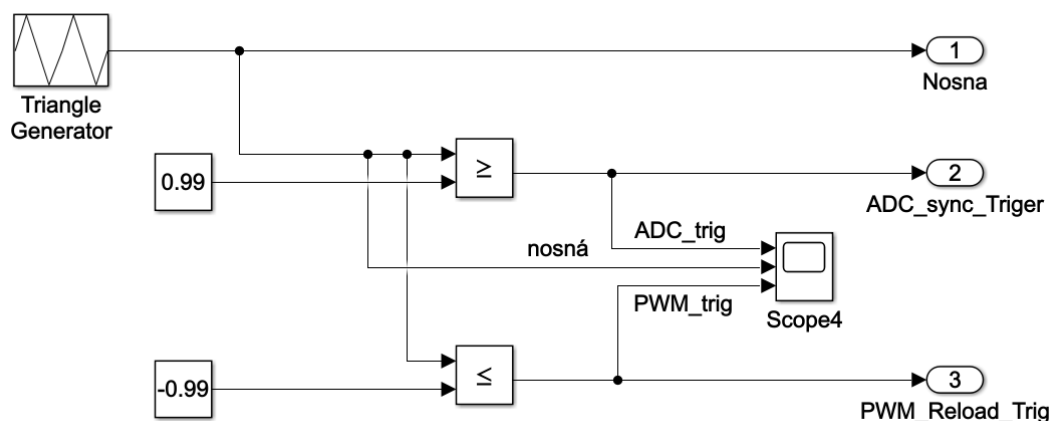 1
Nosna
Triangle
Generator
0.99
≥
2
ADC_sync_Triger
ADC_trig
nosná
PWM_trig
Scope4
-0.99
≤
3
PWM_Reload_Trig